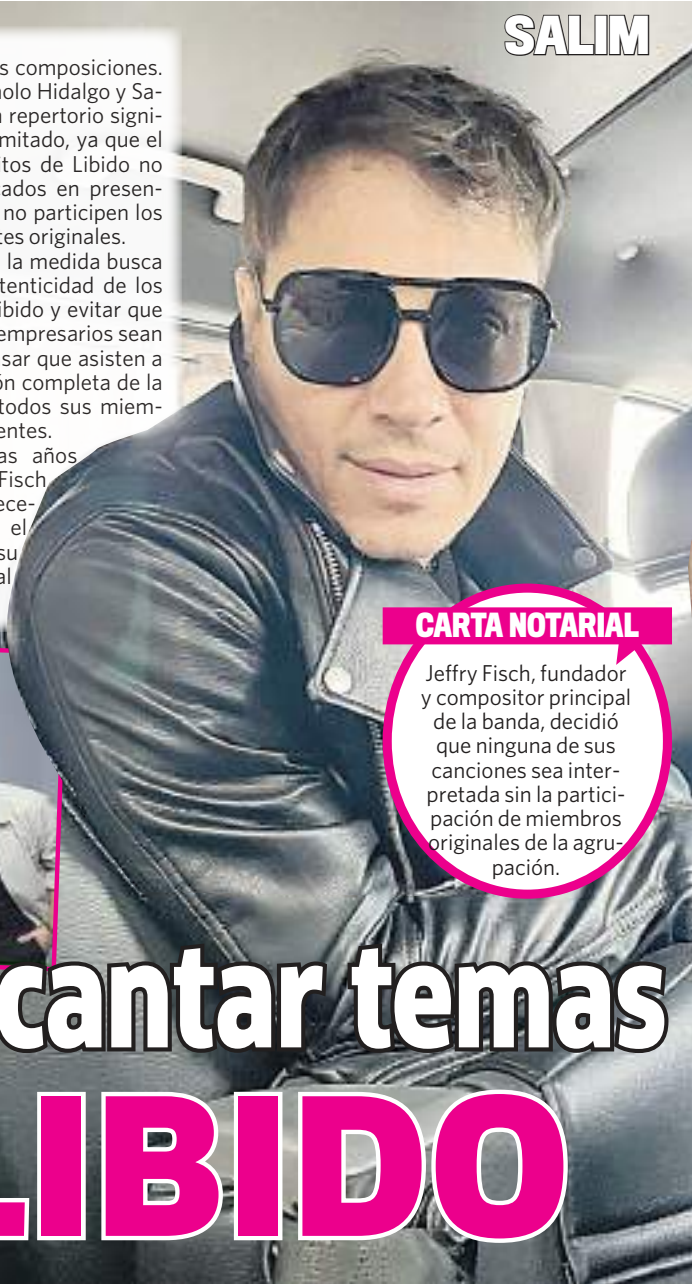 SALIM
s composiciones.
olo Hidalgo y Sa-
repertorio signi-
mitado, ya que el
itos de Libido no
cados en presen-
no participen los
tes originales.
la medida busca
tenticidad de los
ibido y evitar que
empresarios sean
sar que asisten a
ón completa de la
todos sus miem-
entes.
as años
Fisch
ece-
el
su
al
CARTA NOTARIAL
Jeffry Fisch, fundador
y compositor principal
de la banda, decidió
que ninguna de sus
canciones sea inter-
pretada sin la partici-
pación de miembros
originales de la agru-
pación.
cantar temas
LIBIDO